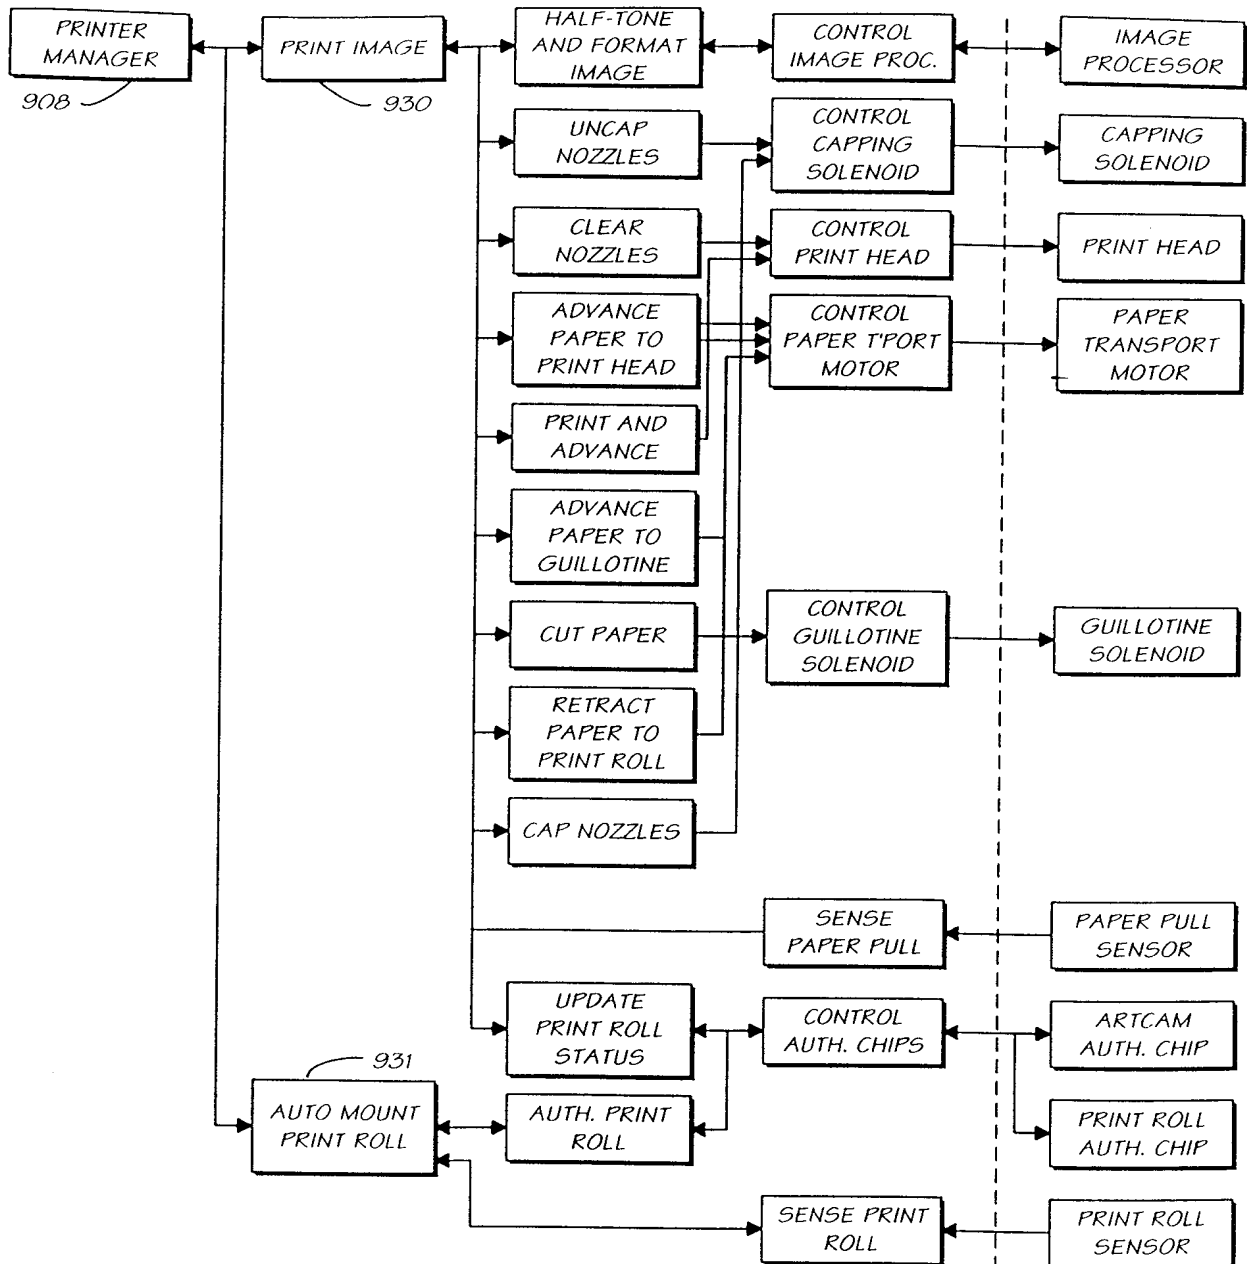 PRINTER
MANAGER
908
PRINT IMAGE
930
HALF-TONE
AND FORMAT
IMAGE
CONTROL
IMAGE PROC.
IMAGE
PROCESSOR
UNCAP
NOZZLES
CONTROL
CAPPING
SOLENOID
CAPPING
SOLENOID
CLEAR
NOZZLES
CONTROL
PRINT HEAD
PRINT HEAD
ADVANCE
PAPER TO
PRINT HEAD
CONTROL
PAPER T'PORT
MOTOR
PAPER
TRANSPORT
MOTOR
PRINT AND
ADVANCE
ADVANCE
PAPER TO
GUILLOTINE
CUT PAPER
CONTROL
GUILLOTINE
SOLENOID
GUILLOTINE
SOLENOID
RETRACT
PAPER TO
PRINT ROLL
CAP NOZZLES
SENSE
PAPER PULL
PAPER PULL
SENSOR
UPDATE
PRINT ROLL
STATUS
CONTROL
AUTH. CHIPS
ARTCAM
AUTH. CHIP
931
AUTO MOUNT
PRINT ROLL
AUTH. PRINT
ROLL
PRINT ROLL
AUTH. CHIP
SENSE PRINT
ROLL
PRINT ROLL
SENSOR